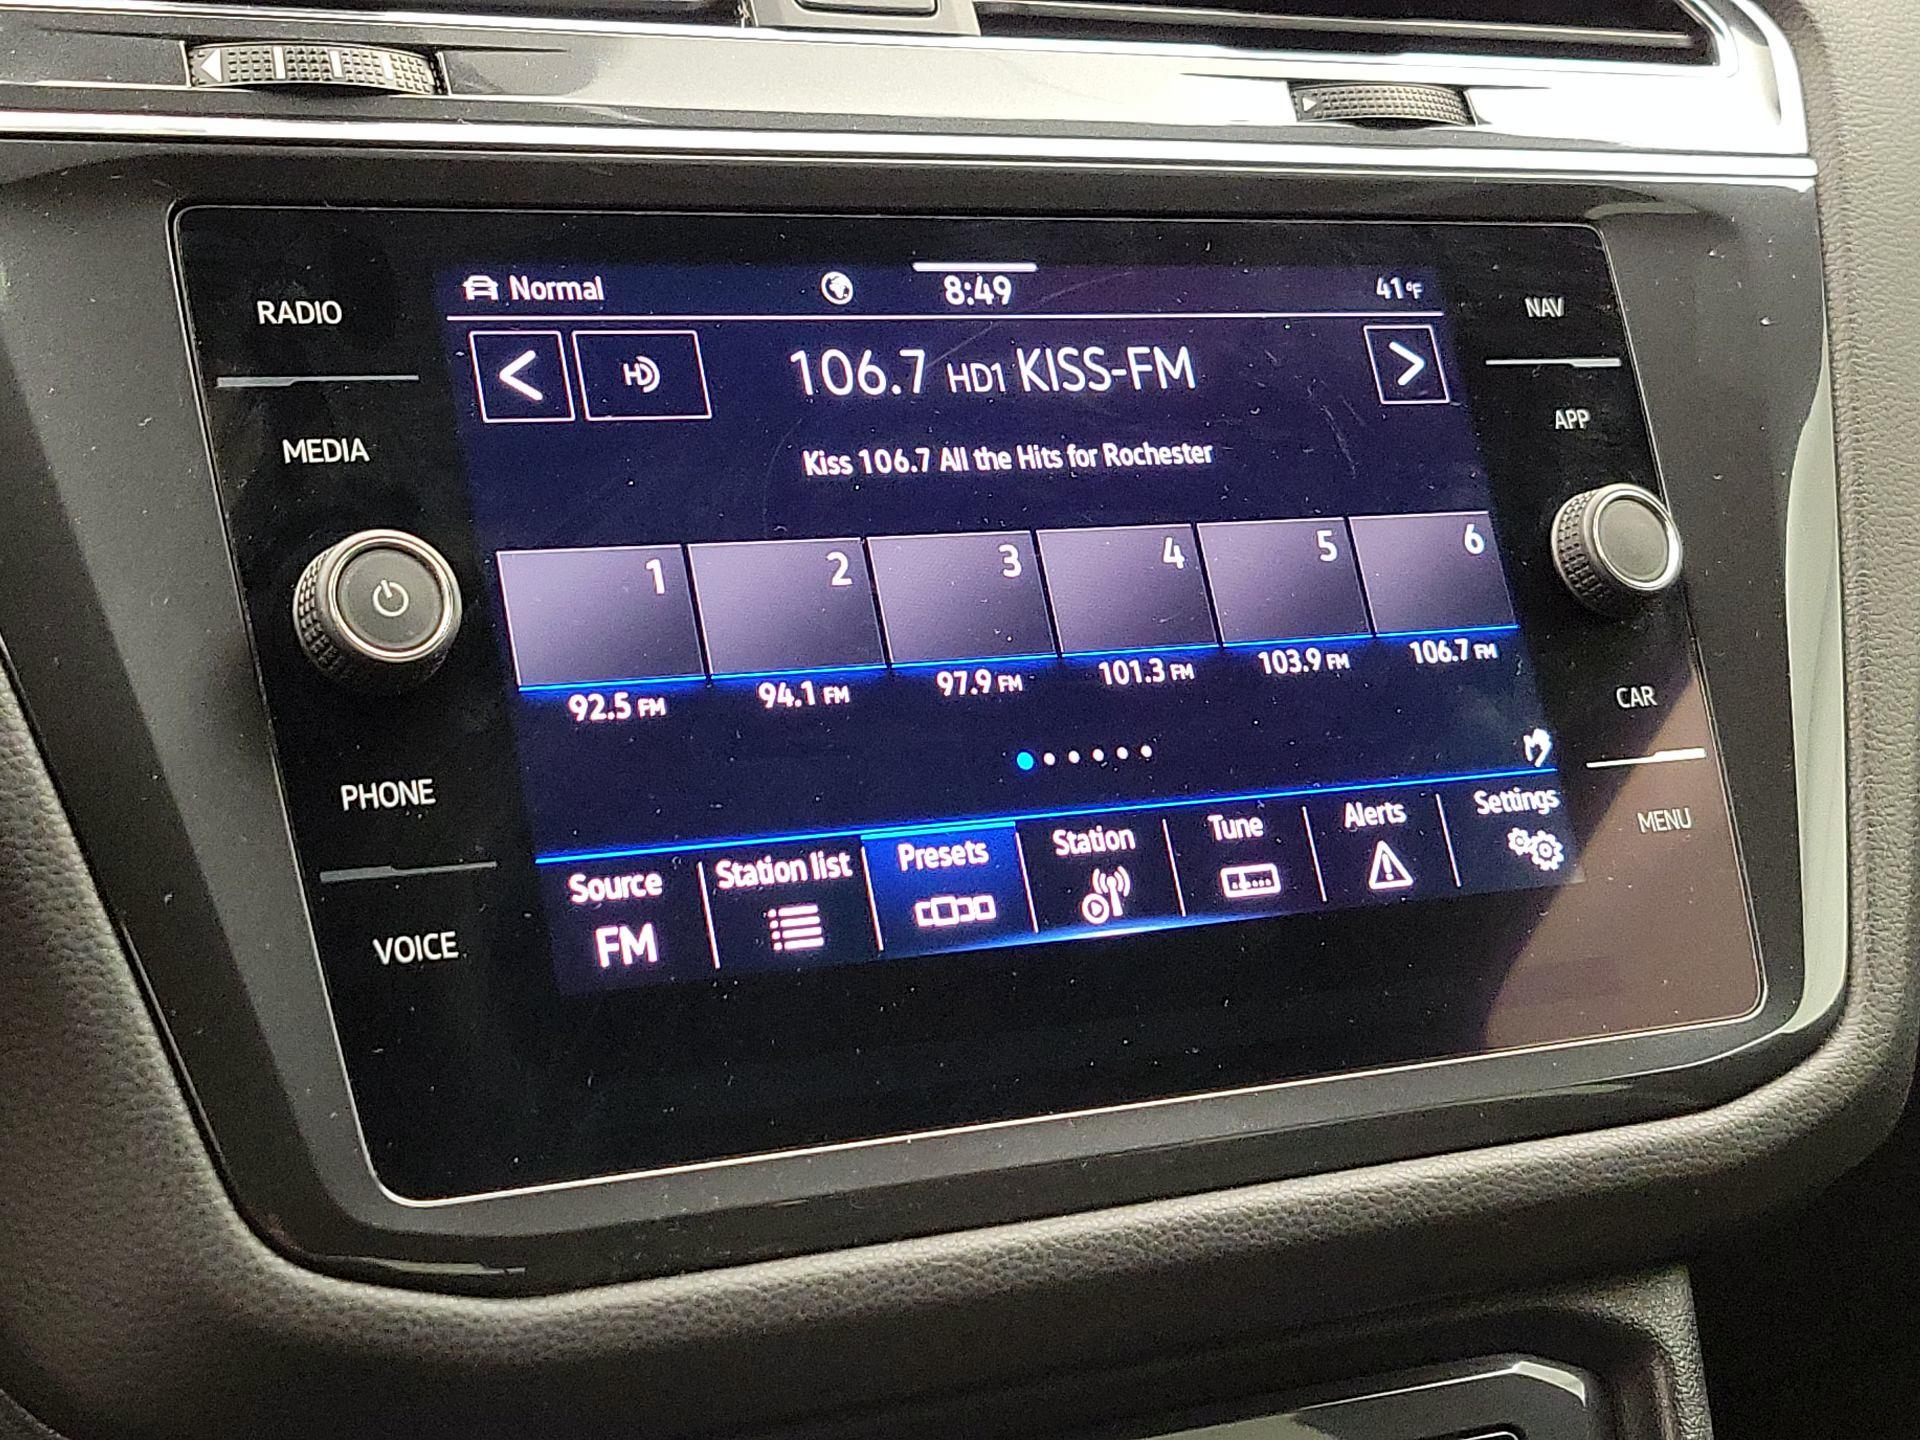 RADIO
MEDIA
PHONE
VOICE
Normal
8:49
41°F
HD
106.7 HD1 KISS-FM
Kiss 106.7 All the Hits for Rochester
1 2 3 4 5 6
92.5 FM 94.1 FM 97.9 FM 101.3 FM 103.9 FM 106.7 FM
Source Station list Presets Station Tune Alerts Settings
FM
NAV
APP
CAR
MENU